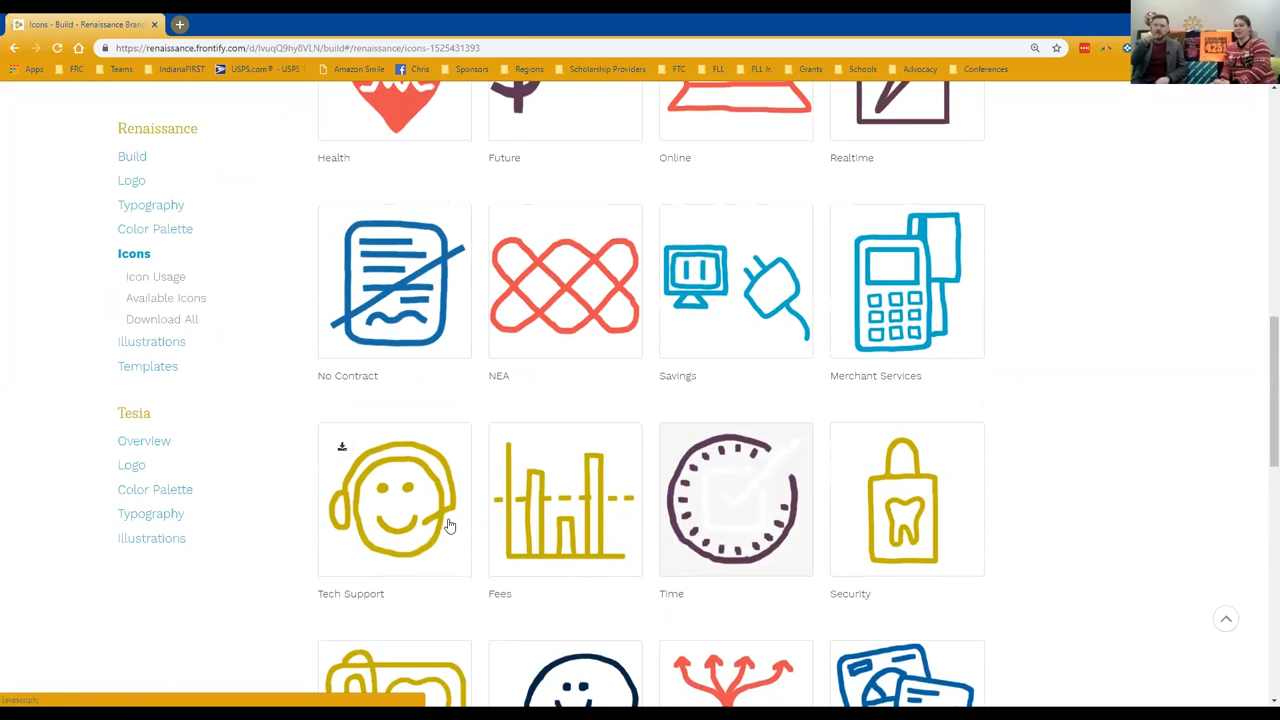 Icons - Build - Renaissance Bran
https://renaissance.frontify.com/d/lvuqQ9hy8VLN/build#/renaissance/icons-1525431393
Apps FRC Teams IndianaFIRST USPS.com® - USPS Amazon Smile Chris Sponsors Regions Scholarship Providers FTC FLL FLL Jr. Grants Schools Advocacy Conferences
4251
Renaissance
Build
Logo
Typography
Color Palette
Icons
Icon Usage
Available Icons
Download All
Illustrations
Templates
Tesia
Overview
Logo
Color Palette
Typography
Illustrations
Health Future Online Realtime
No Contract NEA Savings Merchant Services
Tech Support Fees Time Security